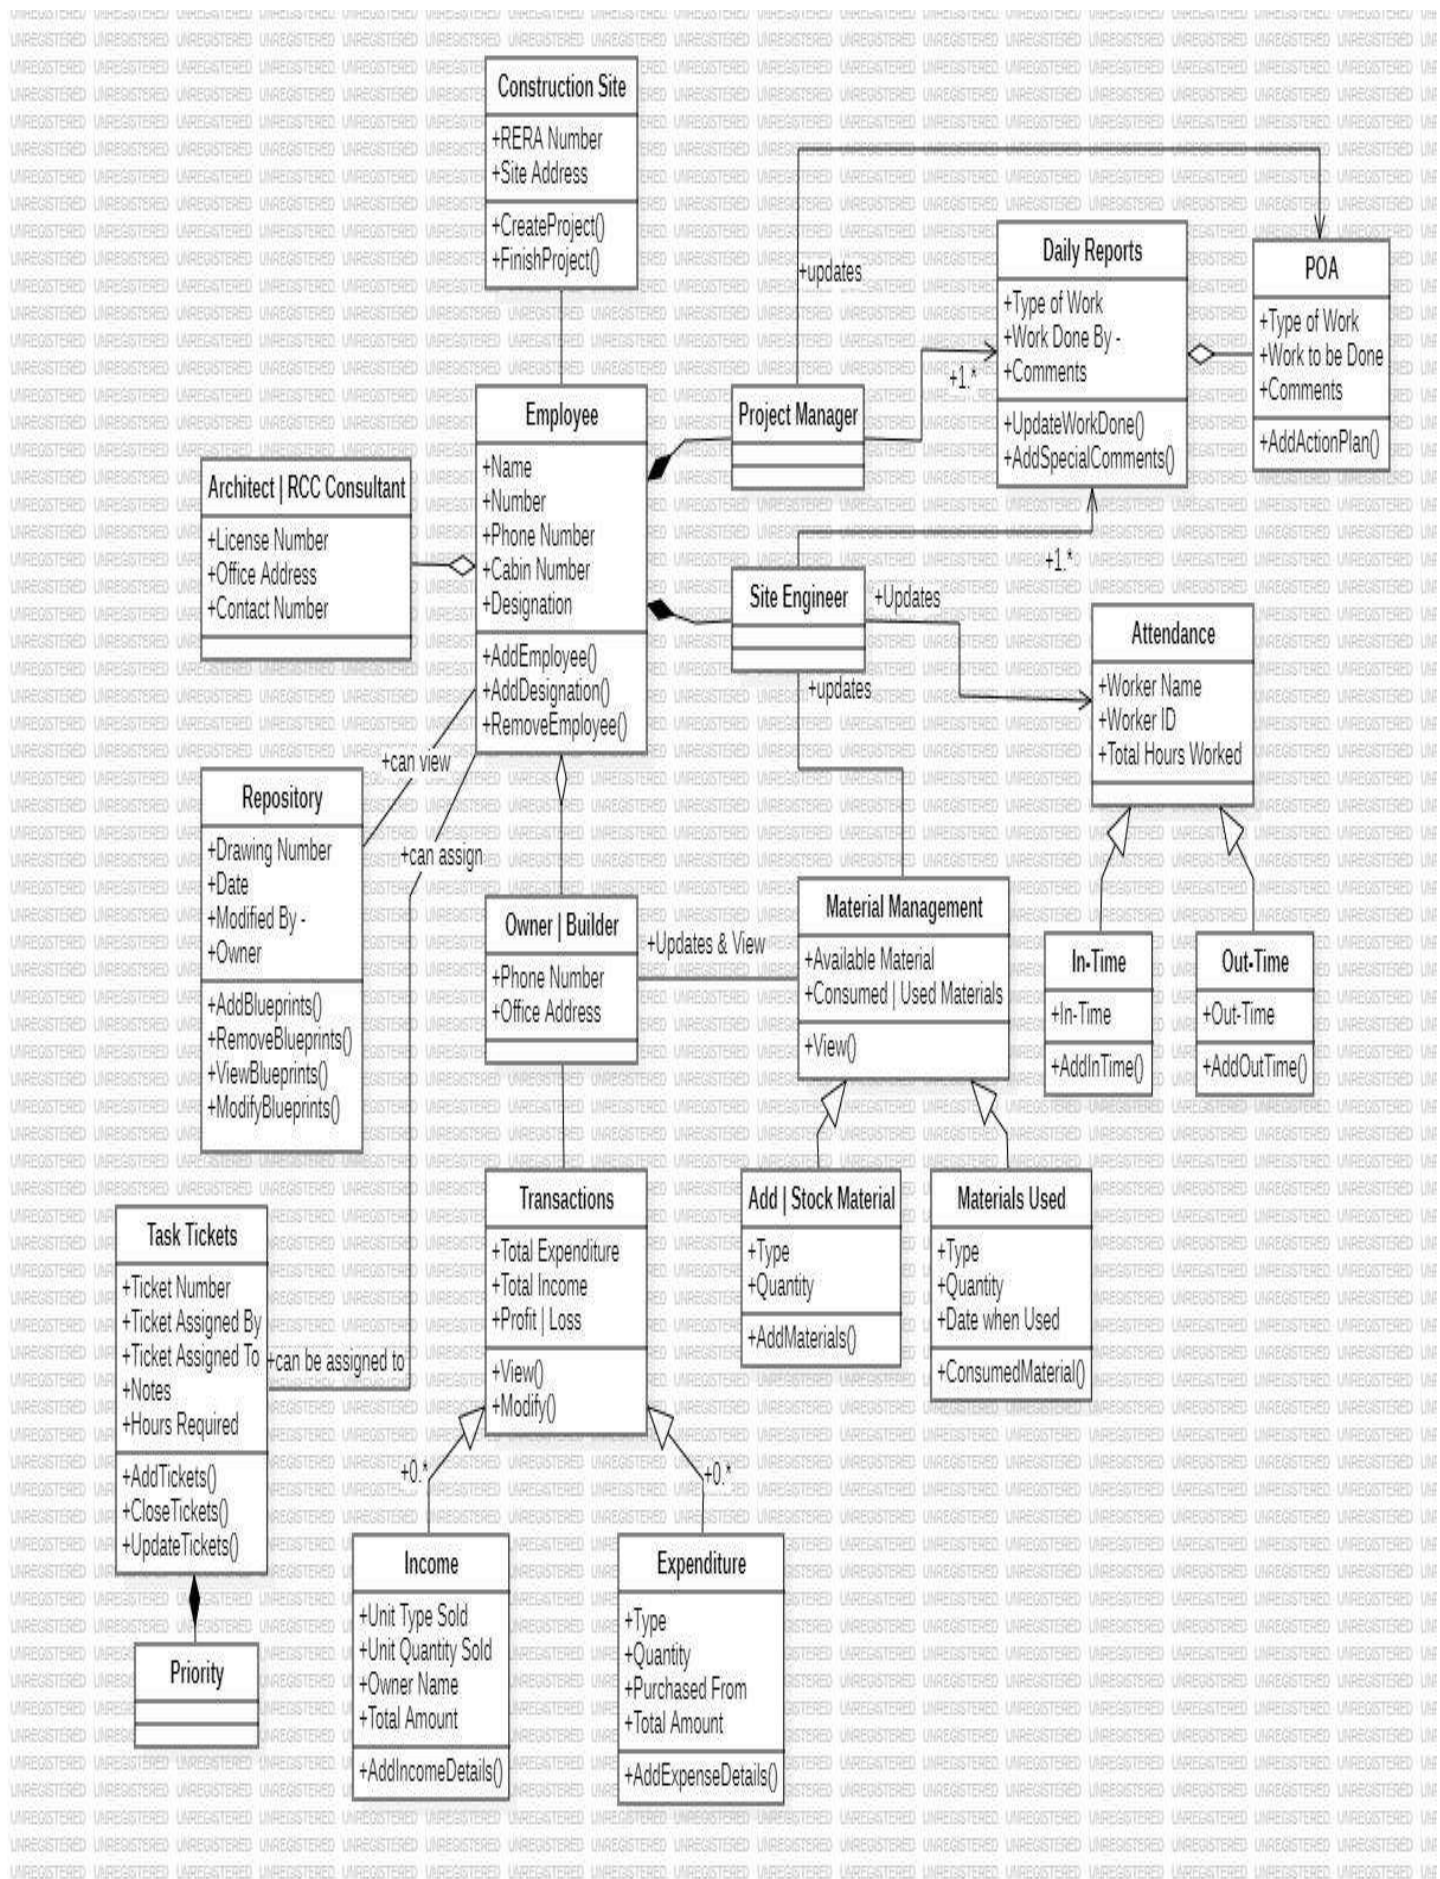 Construction Site
+RERA Number
+Site Address
+CreateProject()
+FinishProject()
+updates
Daily Reports
+Type of Work
+Work Done By -
+Comments
+UpdateWorkDone()
+AddSpecialComments()
POA
+Type of Work
+Work to be Done
+Comments
+AddActionPlan()
+1.*
Employee
+Name
+Number
+Phone Number
+Cabin Number
+Designation
+AddEmployee()
+AddDesignation()
+RemoveEmployee()
Project Manager
Architect | RCC Consultant
+License Number
+Office Address
+Contact Number
+1.*
Site Engineer
+Updates
+updates
Attendance
+Worker Name
+Worker ID
+Total Hours Worked
+can view
+can assign
Repository
+Drawing Number
+Date
+Modified By -
+Owner
+AddBlueprints()
+RemoveBlueprints()
+ViewBlueprints()
+ModifyBlueprints()
Owner | Builder
+Phone Number
+Office Address
+Updates & View
Material Management
+Available Material
+Consumed | Used Materials
+View()
In-Time
+In-Time
+AddInTime()
Out-Time
+Out-Time
+AddOutTime()
Transactions
+Total Expenditure
+Total Income
+Profit | Loss
+View()
+Modify()
Add | Stock Material
+Type
+Quantity
+AddMaterials()
Materials Used
+Type
+Quantity
+Date when Used
+ConsumedMaterial()
Task Tickets
+Ticket Number
+Ticket Assigned By
+Ticket Assigned To
+Notes
+Hours Required
+AddTickets()
+CloseTickets()
+UpdateTickets()
+can be assigned to
+0.*
+0.*
Priority
Income
+Unit Type Sold
+Unit Quantity Sold
+Owner Name
+Total Amount
+AddIncomeDetails()
Expenditure
+Type
+Quantity
+Purchased From
+Total Amount
+AddExpenseDetails()
UNREGISTERED